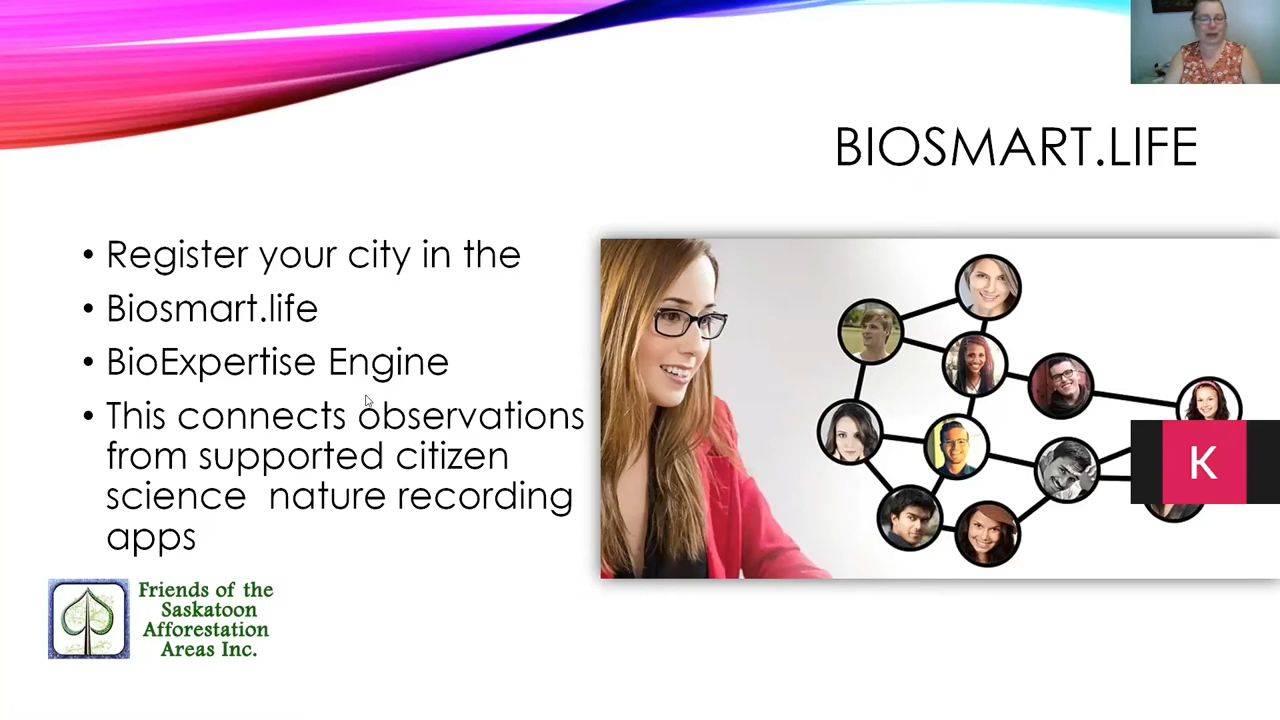 BIOSMART.LIFE
• Register your city in the
• Biosmart.life
• BioExpertise Engine
• This connects observations
from supported citizen
science  nature recording
apps
K
Friends of the
Saskatoon
Afforestation
Areas Inc.